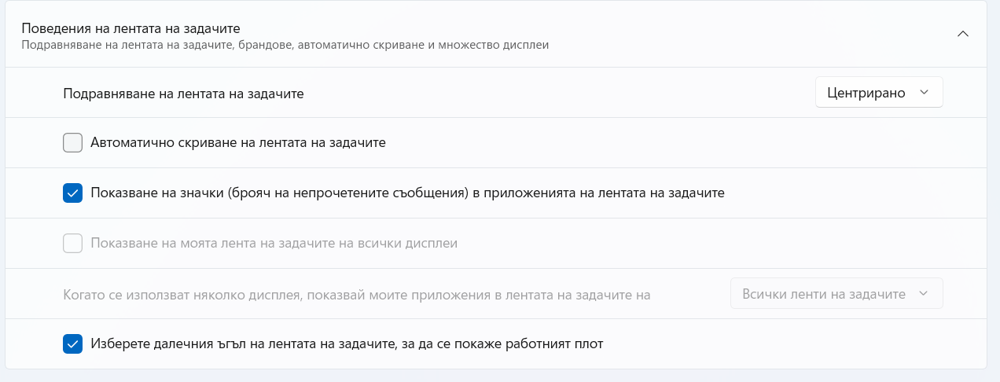 Поведения на лентата на задачите
Подравняване на лентата на задачите, брандове, автоматично скриване и множество дисплеи
Подравняване на лентата на задачите
Центрирано
Автоматично скриване на лентата на задачите
Показване на значки (брояч на непрочетените съобщения) в приложенията на лентата на задачите
Показване на моята лента на задачите на всички дисплеи
Когато се използват няколко дисплея, показвай моите приложения в лентата на задачите на
Всички ленти на задачите
Изберете далечния ъгъл на лентата на задачите, за да се покаже работният плот